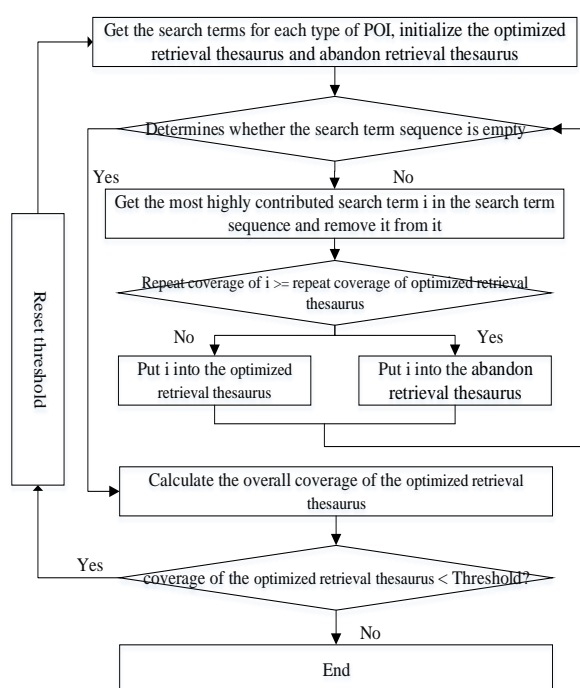 Get the search terms for each type of POI, initialize the optimized
retrieval thesaurus and abandon retrieval thesaurus
Determines whether the search term sequence is empty
Yes
No
Get the most highly contributed search term i in the search term
sequence and remove it from it
Repeat coverage of i >= repeat coverage of optimized retrieval
thesaurus
No
Yes
Put i into the optimized
retrieval thesaurus
Put i into the abandon
retrieval thesaurus
Reset threshold
Calculate the overall coverage of the optimized retrieval
thesaurus
Yes
coverage of the optimized retrieval thesaurus < Threshold?
No
End